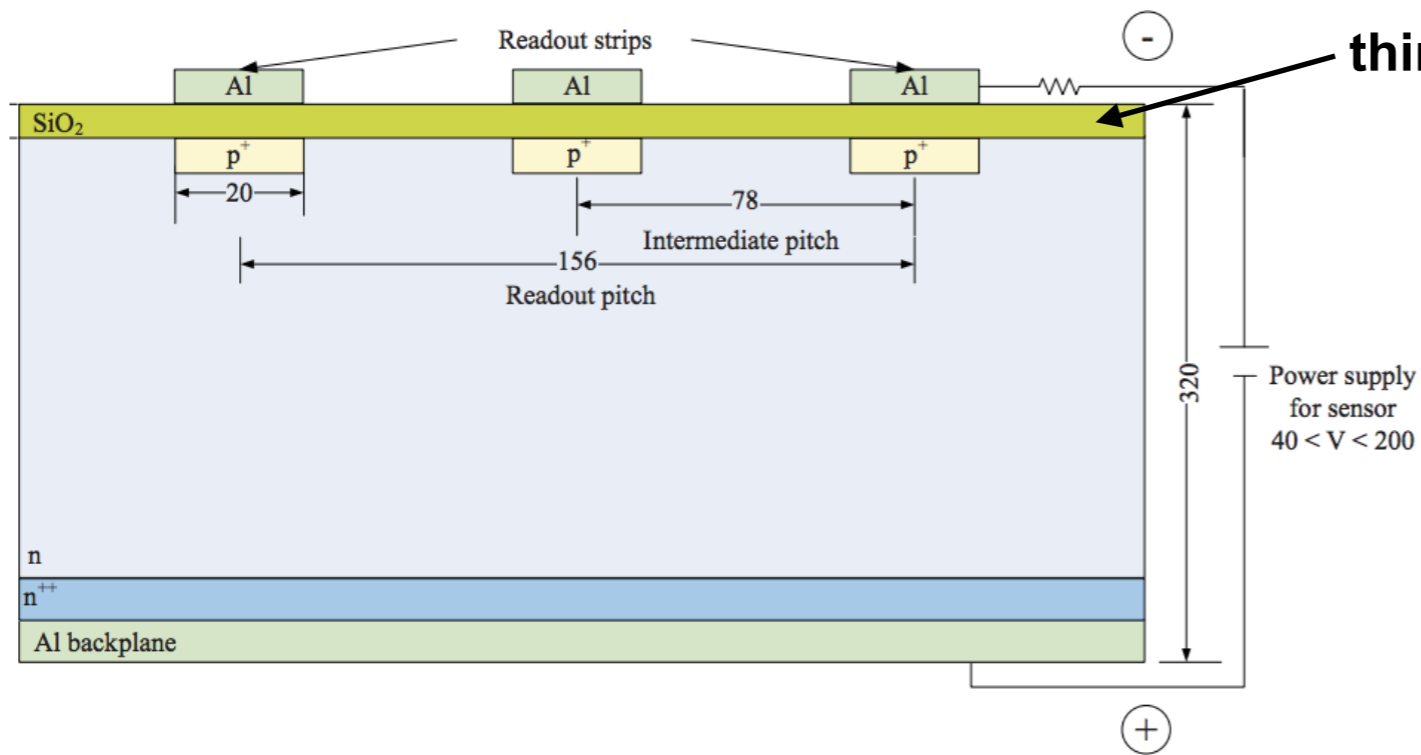 Readout strips
-
thin
Al
Al
Al
SiO₂
p⁺
p⁺
p⁺
20
78
Intermediate pitch
156
Readout pitch
320
Power supply
for sensor
40 < V < 200
n
n⁺⁺
Al backplane
+